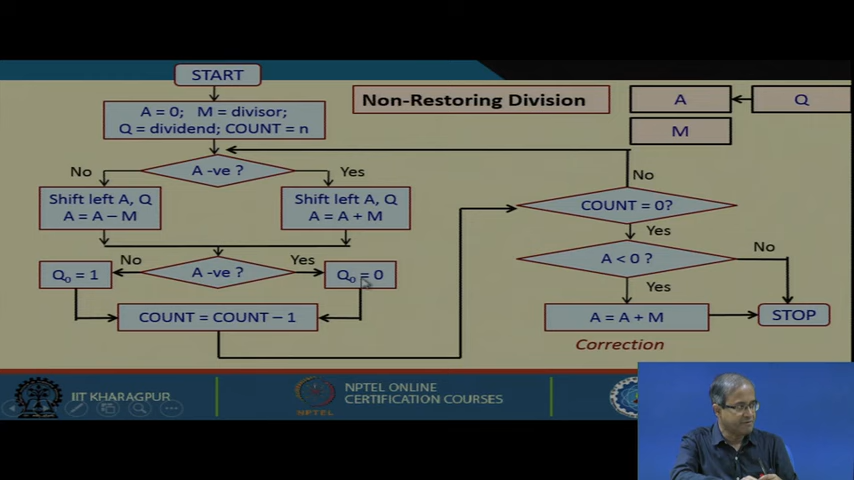 START
Non-Restoring Division
A
Q
M
A = 0; M = divisor;
Q = dividend; COUNT = n
A -ve ?
No
Yes
Shift left A, Q
A = A – M
Shift left A, Q
A = A + M
A -ve ?
No
Yes
Q₀ = 1
Q₀ = 0
COUNT = COUNT – 1
COUNT = 0?
No
Yes
A < 0 ?
No
Yes
A = A + M
STOP
Correction
IIT KHARAGPUR
NPTEL
NPTEL ONLINE
CERTIFICATION COURSES